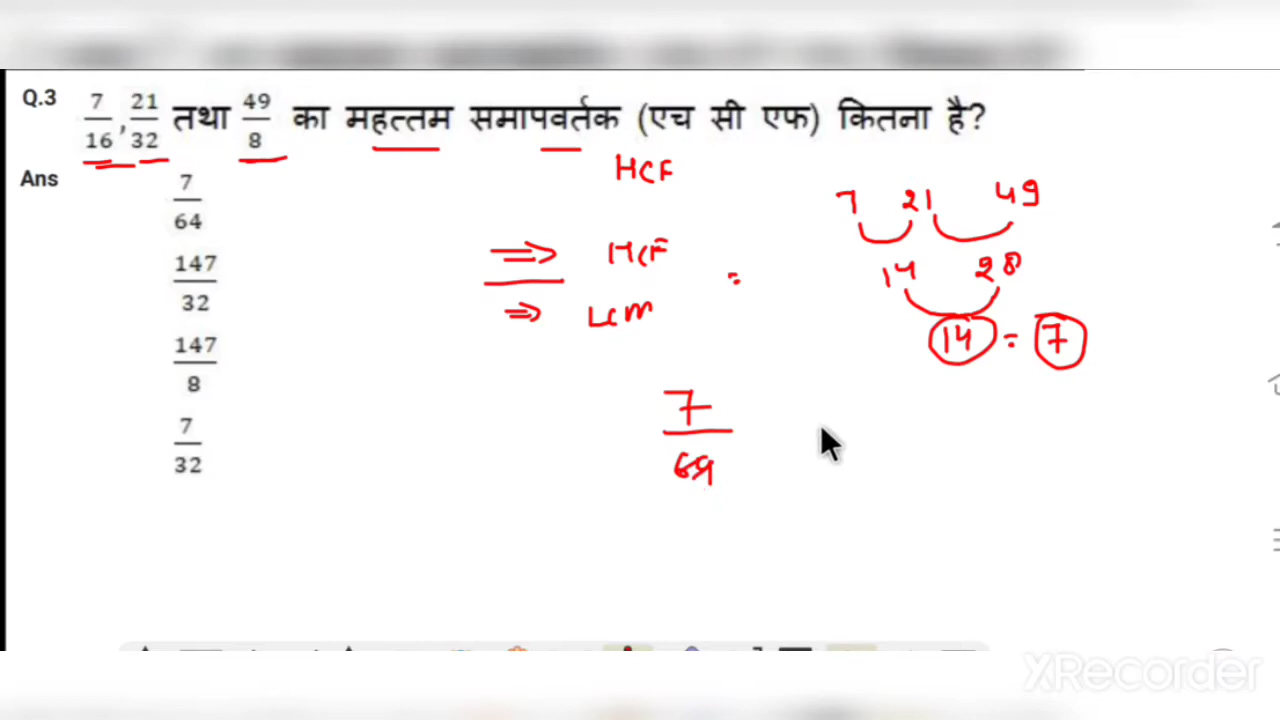 Q.3 7/16, 21/32 तथा 49/8 का महत्तम समापवर्तक (एच सी एफ) कितना है?
HCF
Ans 7/64
147/32
147/8
7/32
⇒ HCF
⇒ LCM =
7 21 49
14 28
14 = 7
7
XRecorder